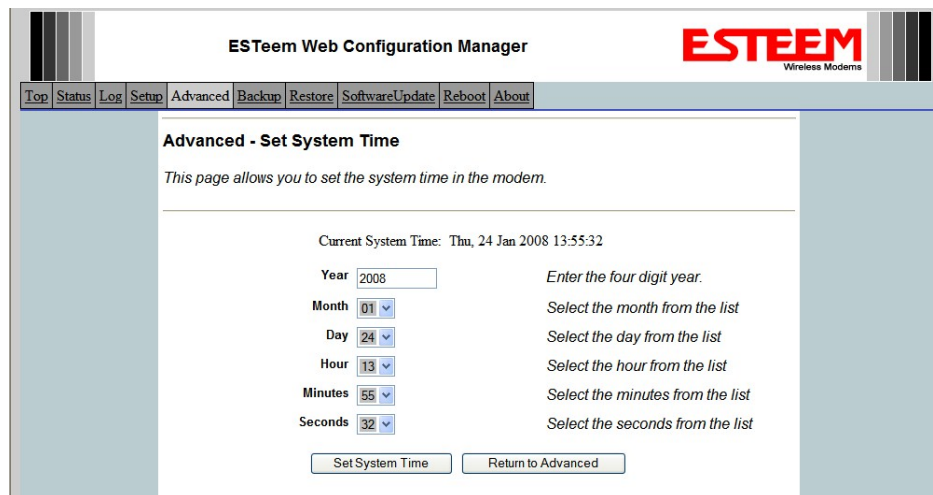 ESTeem Web Configuration Manager
ESTEEM
Wireless Modems
Top Status Log Setup Advanced Backup Restore SoftwareUpdate Reboot About
Advanced - Set System Time
This page allows you to set the system time in the modem.
Current System Time: Thu, 24 Jan 2008 13:55:32
Year 2008 Enter the four digit year.
Month 01 Select the month from the list
Day 24 Select the day from the list
Hour 13 Select the hour from the list
Minutes 55 Select the minutes from the list
Seconds 32 Select the seconds from the list
Set System Time Return to Advanced